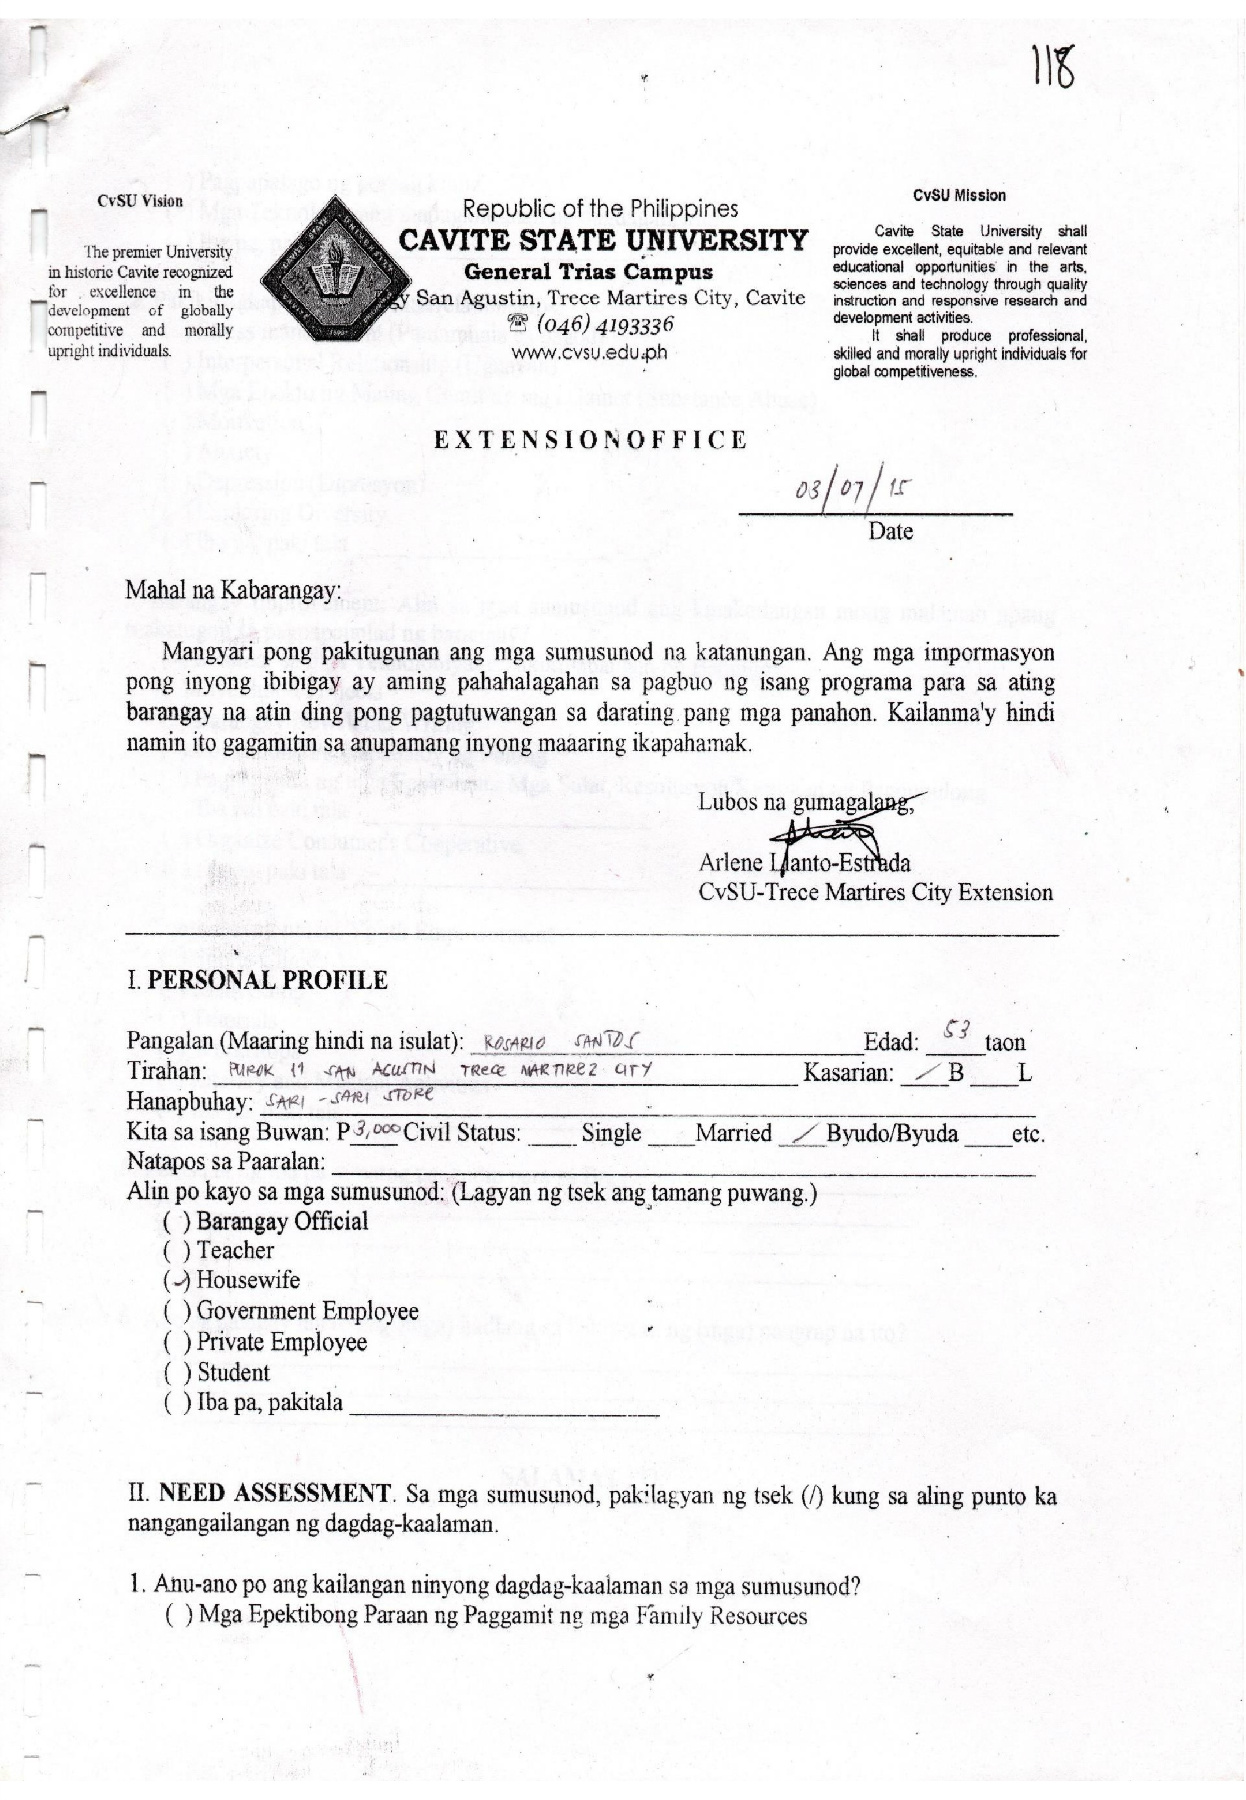 118
CvSU Vision
The premier University
in historic Cavite recognized
for excellence in the
development of globally
competitive and morally
upright individuals.
Republic of the Philippines
CAVITE STATE UNIVERSITY
General Trias Campus
y San Agustin, Trece Martires City, Cavite
☎ (046) 4193336
www.cvsu.edu.ph
CvSU Mission
Cavite State University shall
provide excellent, equitable and relevant
educational opportunities in the arts,
sciences and technology through quality
instruction and responsive research and
development activities.
It shall produce professional,
skilled and morally upright individuals for
global competitiveness.
EXTENSIONOFFICE
03/07/15
Date
Mahal na Kabarangay:
Mangyari pong pakitugunan ang mga sumusunod na katanungan. Ang mga impormasyon
pong inyong ibibigay ay aming pahahalagahan sa pagbuo ng isang programa para sa ating
barangay na atin ding pong pagtutuwangan sa darating pang mga panahon. Kailanma'y hindi
namin ito gagamitin sa anupamang inyong maaaring ikapahamak.
Lubos na gumagalang,
Arlene Llanto-Estrada
CvSU-Trece Martires City Extension
I. PERSONAL PROFILE
Pangalan (Maaring hindi na isulat): ROSARIO SANTOS Edad: 53 taon
Tirahan: PUROK 11 SAN AGUSTIN TRECE MARTIREZ CITY Kasarian: / B ____L
Hanapbuhay: SARI-SARI STORE
Kita sa isang Buwan: P3,000 Civil Status: ____ Single ____Married / Byudo/Byuda ____etc.
Natapos sa Paaralan:
Alin po kayo sa mga sumusunod: (Lagyan ng tsek ang tamang puwang.)
( ) Barangay Official
( ) Teacher
(✓) Housewife
( ) Government Employee
( ) Private Employee
( ) Student
( ) Iba pa, pakitala
II. NEED ASSESSMENT. Sa mga sumusunod, pakilagyan ng tsek (/) kung sa aling punto ka
nangangailangan ng dagdag-kaalaman.
1. Anu-ano po ang kailangan ninyong dagdag-kaalaman sa mga sumusunod?
( ) Mga Epektibong Paraan ng Paggamit ng mga Family Resources